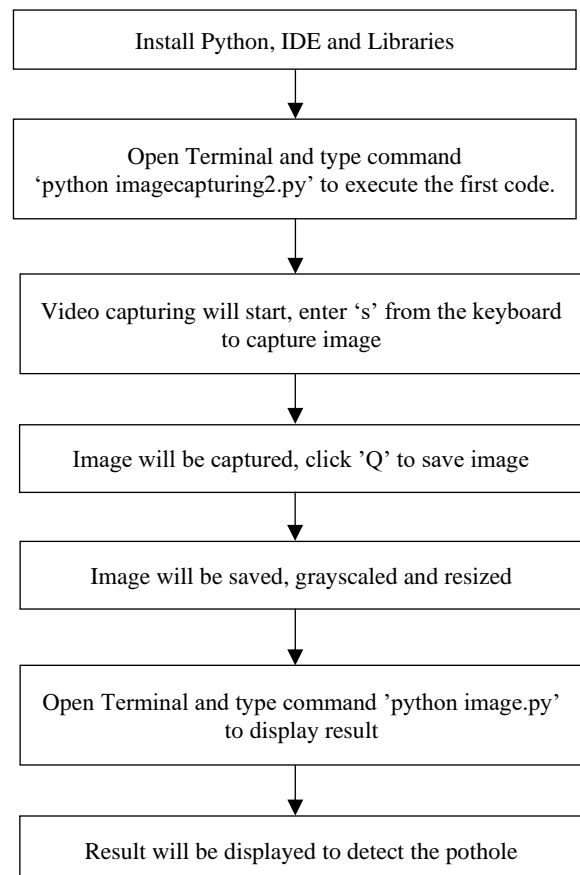 Install Python, IDE and Libraries
Open Terminal and type command
‘python imagecapturing2.py’ to execute the first code.
Video capturing will start, enter ‘s’ from the keyboard
to capture image
Image will be captured, click ’Q’ to save image
Image will be saved, grayscaled and resized
Open Terminal and type command ’python image.py’
to display result
Result will be displayed to detect the pothole